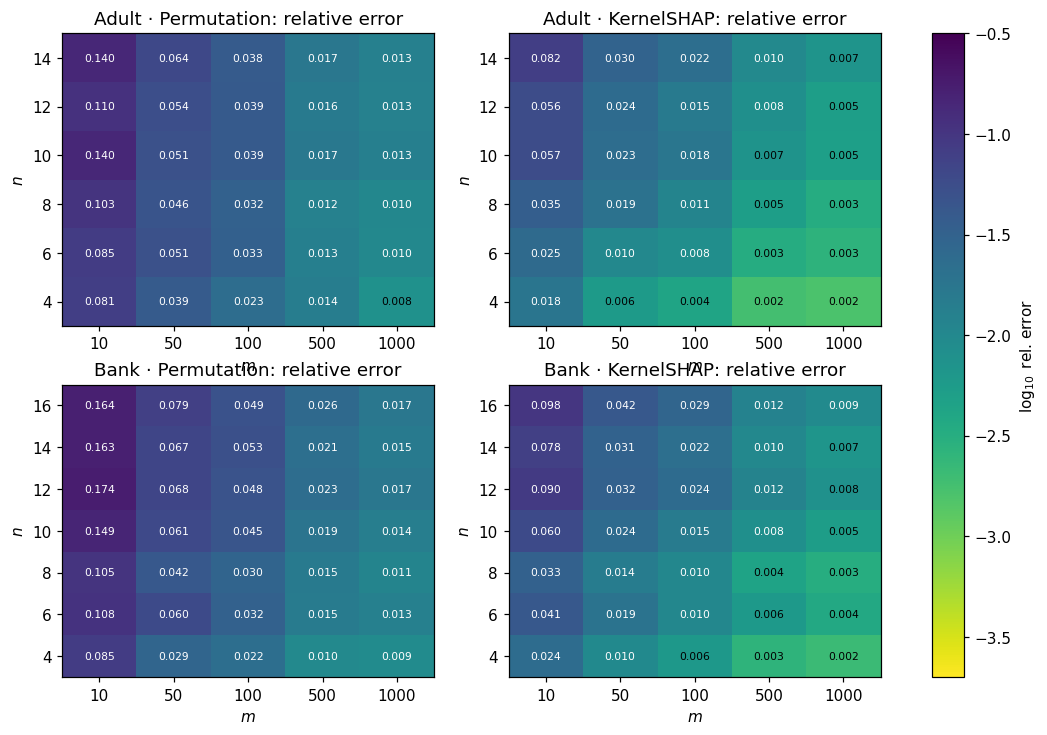 Adult · Permutation: relative error
n
14 0.140 0.064 0.038 0.017 0.013
12 0.110 0.054 0.039 0.016 0.013
10 0.140 0.051 0.039 0.017 0.013
8 0.103 0.046 0.032 0.012 0.010
6 0.085 0.051 0.033 0.013 0.010
4 0.081 0.039 0.023 0.014 0.008
10 50 100 500 1000
m
Adult · KernelSHAP: relative error
n
0.082 0.030 0.022 0.010 0.007
0.056 0.024 0.015 0.008 0.005
0.057 0.023 0.018 0.007 0.005
0.035 0.019 0.011 0.005 0.003
0.025 0.010 0.008 0.003 0.003
0.018 0.006 0.004 0.002 0.002
10 50 100 500 1000
m
Bank · Permutation: relative error
n
16 0.164 0.079 0.049 0.026 0.017
14 0.163 0.067 0.053 0.021 0.015
12 0.174 0.068 0.048 0.023 0.017
10 0.149 0.061 0.045 0.019 0.014
8 0.105 0.042 0.030 0.015 0.011
6 0.108 0.060 0.032 0.015 0.013
4 0.085 0.029 0.022 0.010 0.009
10 50 100 500 1000
m
Bank · KernelSHAP: relative error
n
0.098 0.042 0.029 0.012 0.009
0.078 0.031 0.022 0.010 0.007
0.090 0.032 0.024 0.012 0.008
0.060 0.024 0.015 0.008 0.005
0.033 0.014 0.010 0.004 0.003
0.041 0.019 0.010 0.006 0.004
0.024 0.010 0.006 0.003 0.002
10 50 100 500 1000
m
−0.5
−1.0
−1.5
−2.0
−2.5
−3.0
−3.5
log₁₀ rel. error